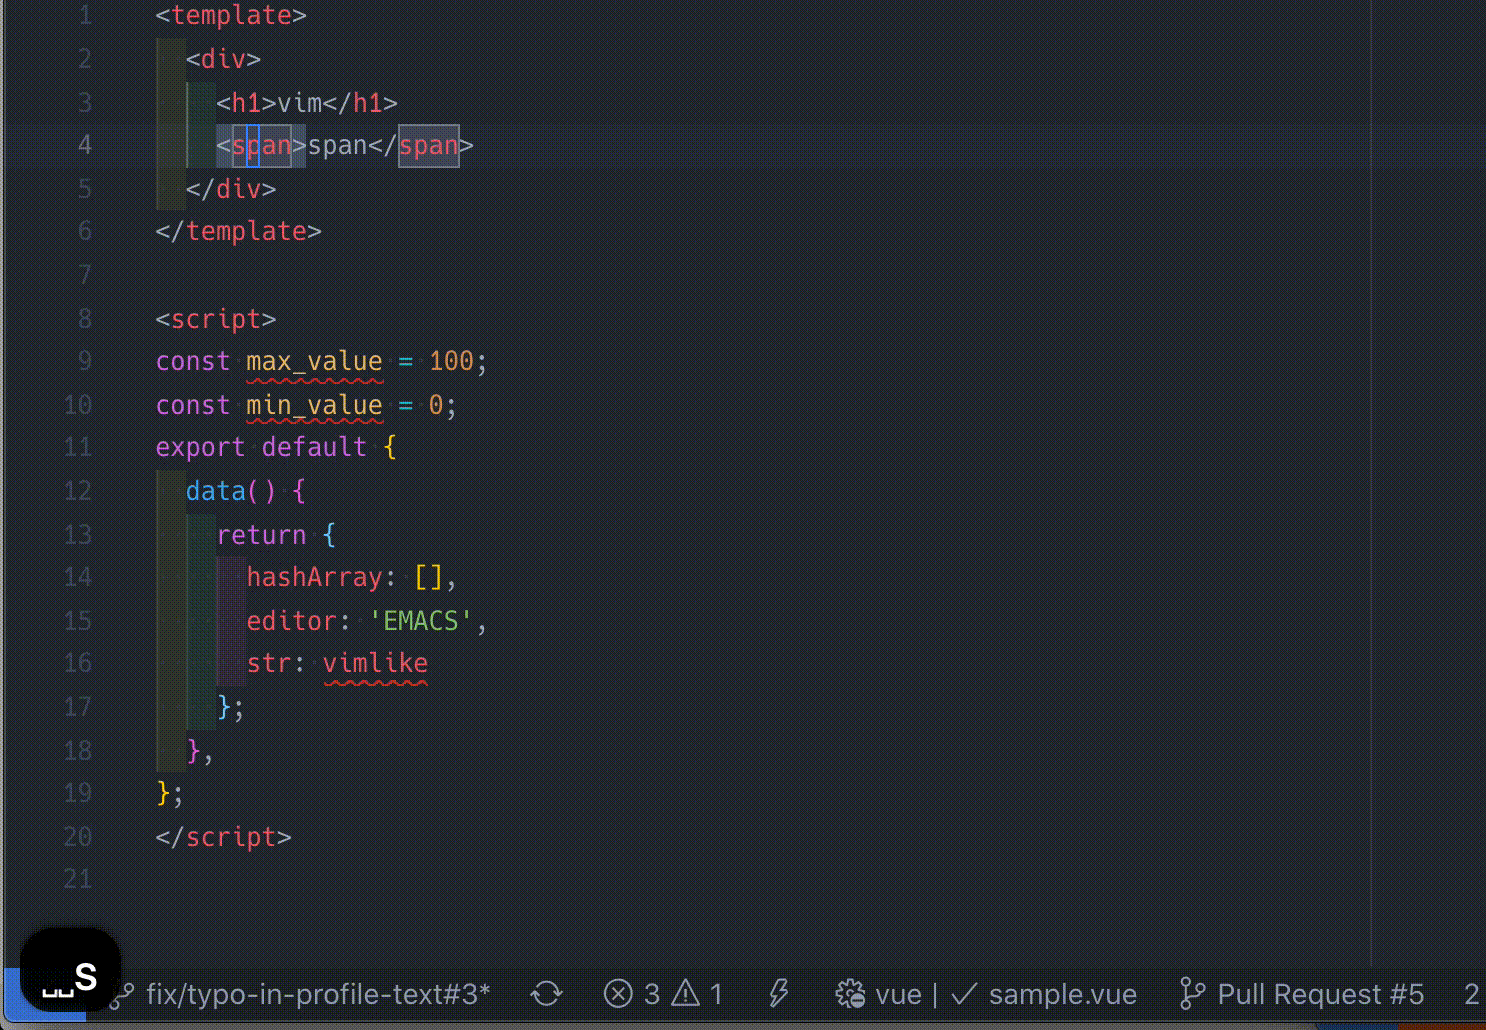 1 <template>
2 <div>
3 <h1>vim</h1>
4 <span>span</span>
5 </div>
6 </template>
7
8 <script>
9 const max_value = 100;
10 const min_value = 0;
11 export default {
12 data() {
13 return {
14 hashArray: [],
15 editor: 'EMACS',
16 str: vimlike
17 };
18 },
19 };
20 </script>
21
␣␣S
fix/typo-in-profile-text#3* 3 1 vue | ✓ sample.vue Pull Request #5 2